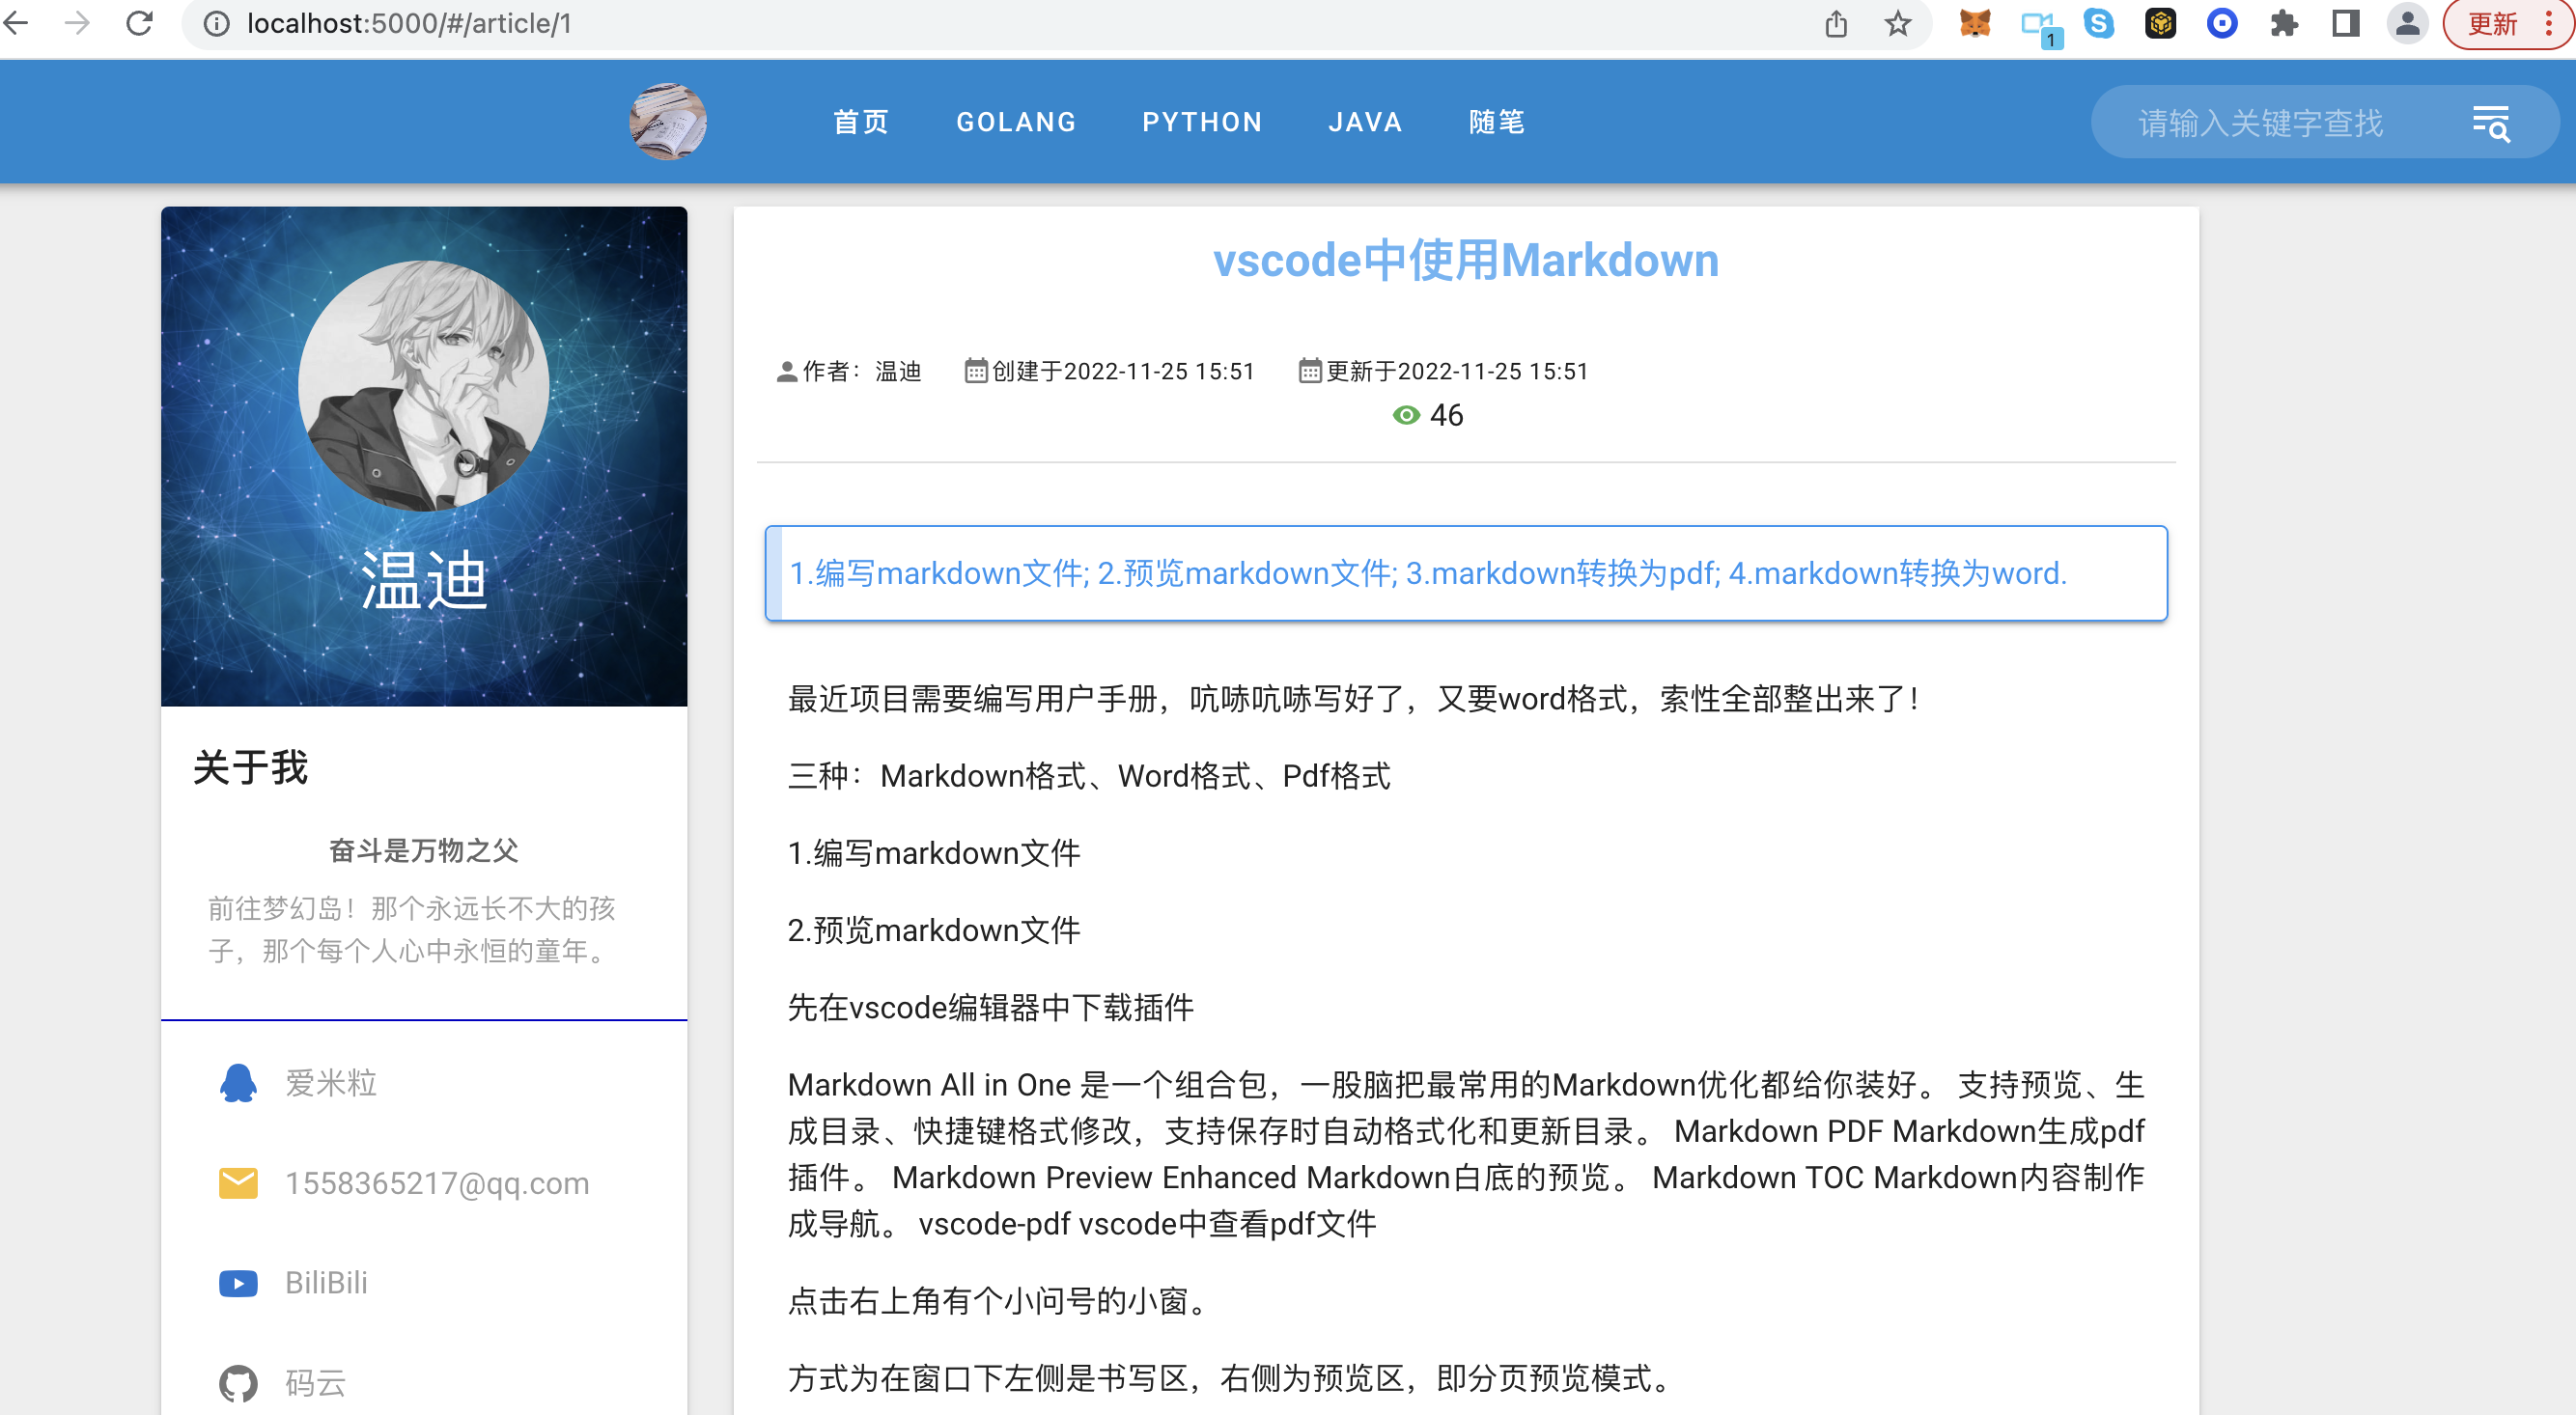 localhost:5000/#/article/1
1
更新
首页 GOLANG PYTHON JAVA 随笔
请输入关键字查找
温迪
关于我
奋斗是万物之父
前往梦幻岛！那个永远长不大的孩
子，那个每个人心中永恒的童年。
爱米粒
1558365217@qq.com
BiliBili
码云
vscode中使用Markdown
作者：温迪 创建于2022-11-25 15:51 更新于2022-11-25 15:51
46
1.编写markdown文件; 2.预览markdown文件; 3.markdown转换为pdf; 4.markdown转换为word.
最近项目需要编写用户手册，吭哧吭哧写好了，又要word格式，索性全部整出来了！
三种：Markdown格式、Word格式、Pdf格式
1.编写markdown文件
2.预览markdown文件
先在vscode编辑器中下载插件
Markdown All in One 是一个组合包，一股脑把最常用的Markdown优化都给你装好。 支持预览、生
成目录、快捷键格式修改，支持保存时自动格式化和更新目录。 Markdown PDF Markdown生成pdf
插件。 Markdown Preview Enhanced Markdown白底的预览。 Markdown TOC Markdown内容制作
成导航。 vscode-pdf vscode中查看pdf文件
点击右上角有个小问号的小窗。
方式为在窗口下左侧是书写区，右侧为预览区，即分页预览模式。